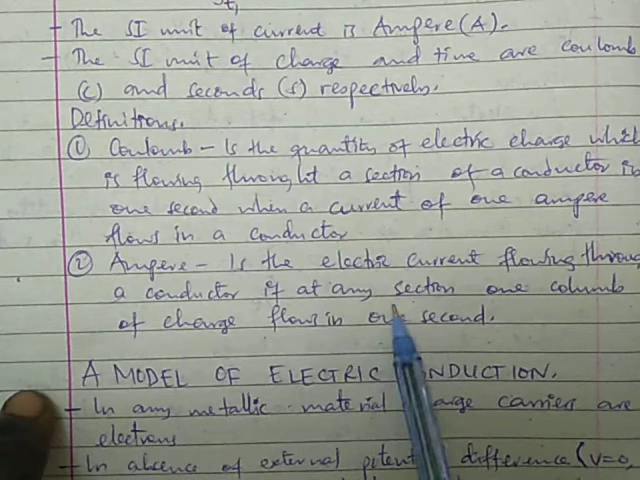 - The SI unit of current is Ampere(A).
- The SI unit of charge and time are coulomb
(c) and seconds (s) respectively.
Definitions.
① Coulomb - Is the quantity of electric charge which
is flowing throught a section of a conductor in
one second when a current of one ampere
flows in a conductor
② Ampere - Is the electric current flowing through
a conductor if at any section one columb
of charge flows in one second.
A MODEL OF ELECTRIC CONDUCTION.
- In any metallic material charge carriers are
electrons
- In absence of external potential difference (V=0,